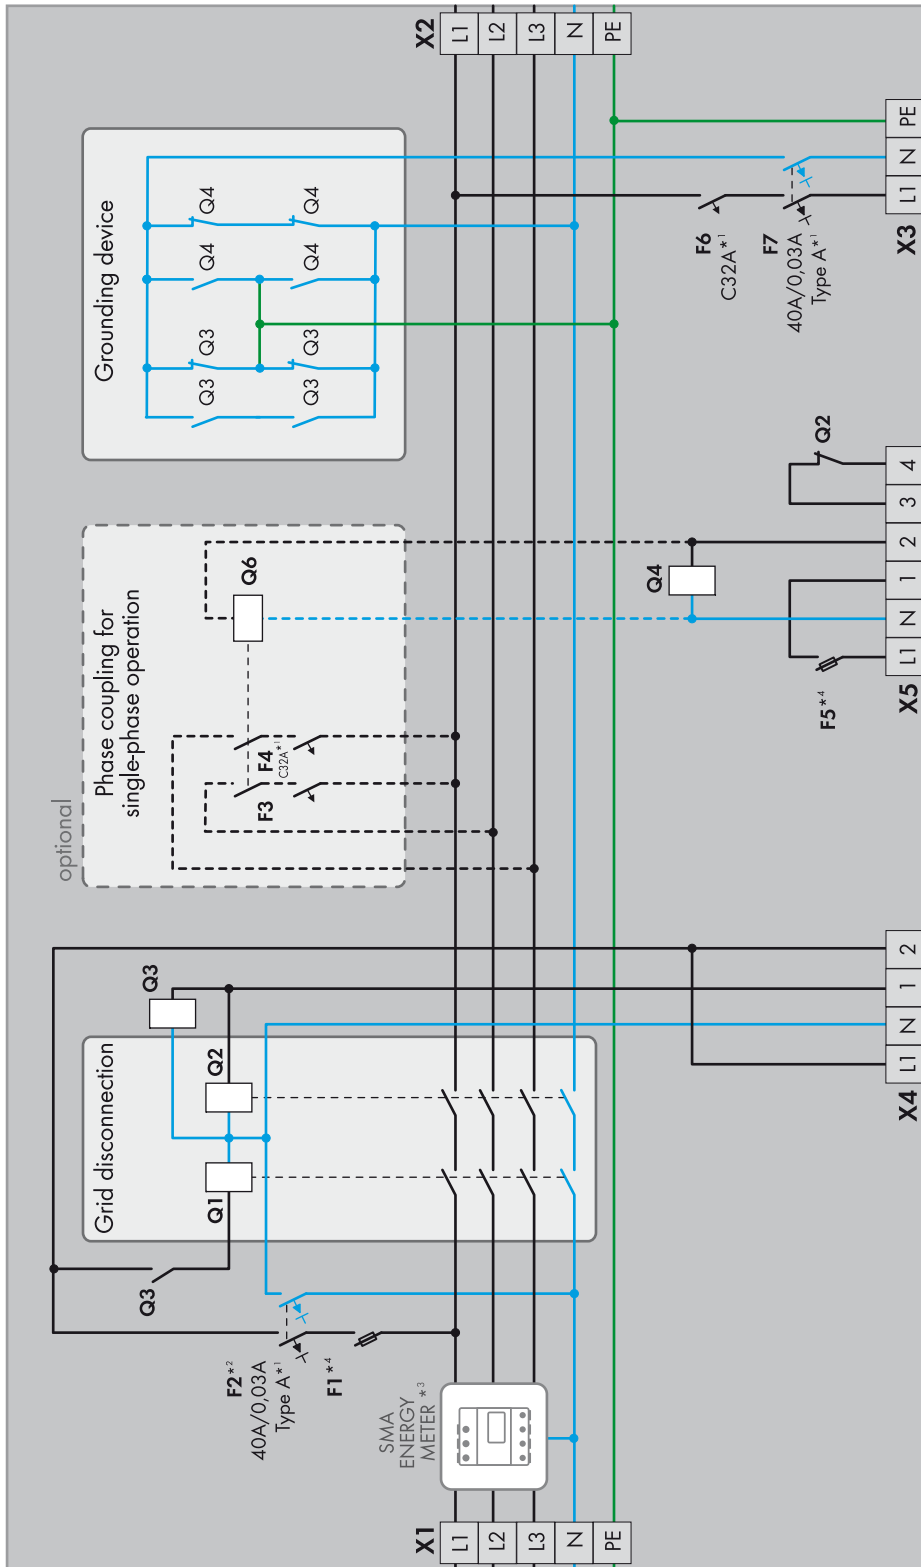 X2
L1
L2
L3
N
PE
Grounding device
Q4
Q4
Q4
Q4
Q3
Q3
Q3
Q3
F6
C32A*1
F7
40A/0,03A
Type A*1
X3
PE
N
L1
optional
Phase coupling for
single-phase operation
Q6
F4
C32A*1
F3
Q4
Q2
F5*4
X5
4
3
2
1
N
L1
Grid disconnection
Q3
Q2
Q1
Q3
X4
2
1
N
L1
F2*2
40A/0,03A
Type A*1
F1*4
SMA
ENERGY
METER*3
X1
L1
L2
L3
N
PE